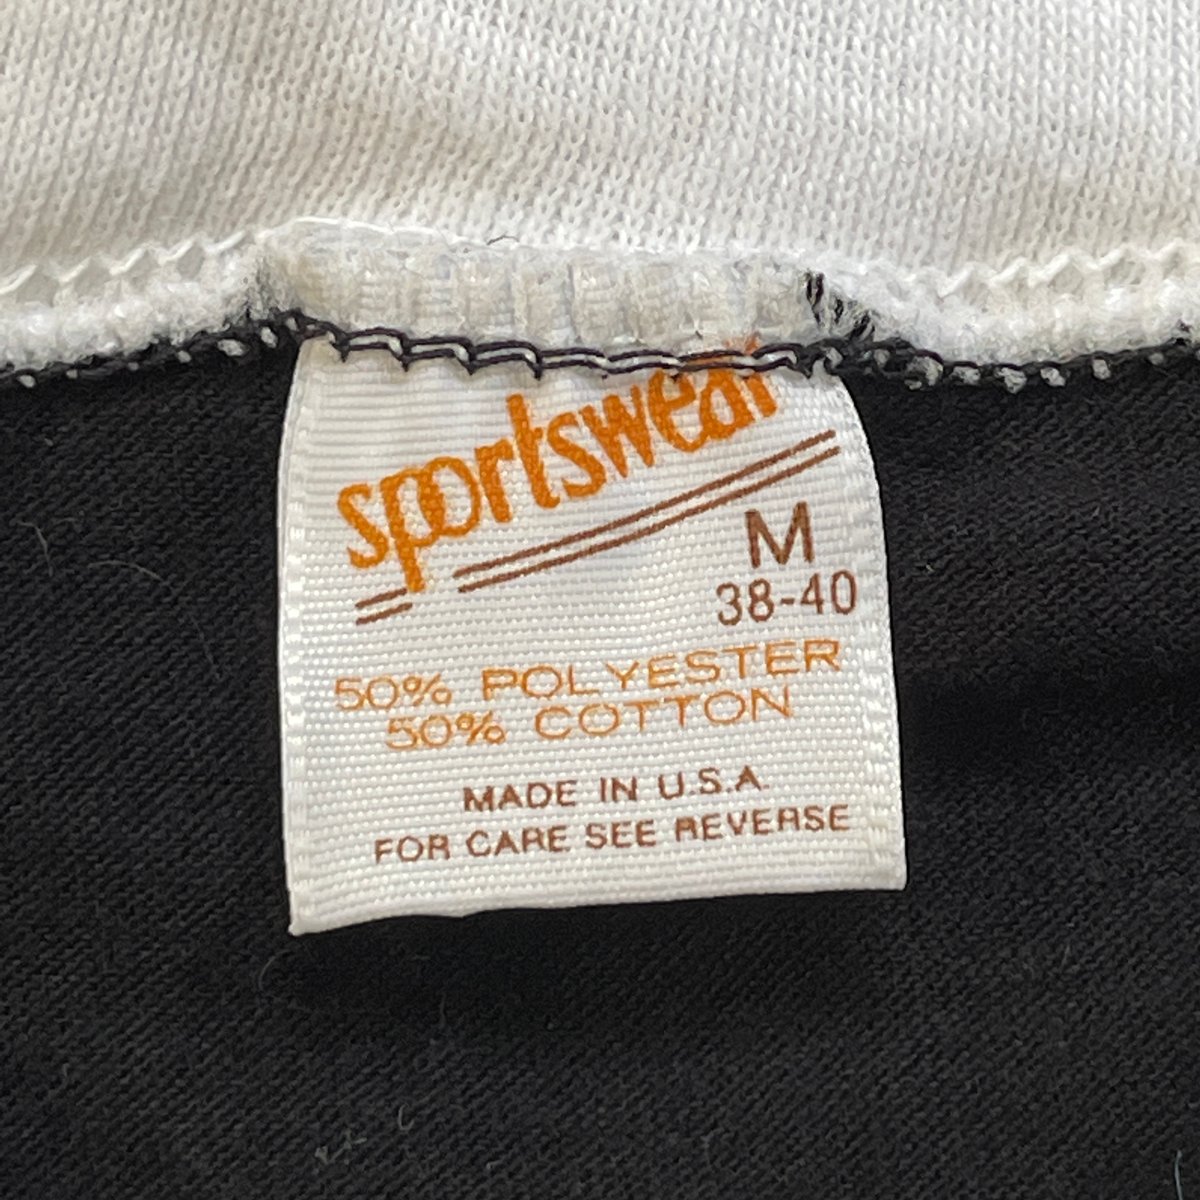 sportswear
M
38-40
50% POLYESTER
50% COTTON
MADE IN U.S.A.
FOR CARE SEE REVERSE